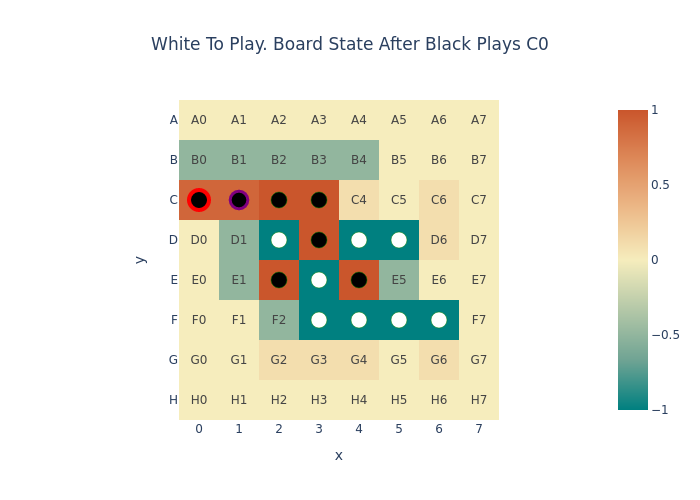 White To Play. Board State After Black Plays C0
A A0 A1 A2 A3 A4 A5 A6 A7
B B0 B1 B2 B3 B4 B5 B6 B7
C C4 C5 C6 C7
D D0 D1 D6 D7
E E0 E1 E5 E6 E7
F F0 F1 F2 F7
G G0 G1 G2 G3 G4 G5 G6 G7
H H0 H1 H2 H3 H4 H5 H6 H7
0 1 2 3 4 5 6 7
x
y
1
0.5
0
−0.5
−1